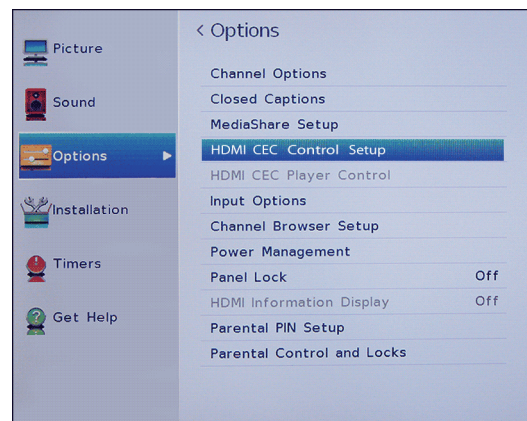 Picture
Sound
Options
Installation
Timers
Get Help
< Options
Channel Options
Closed Captions
MediaShare Setup
HDMI CEC Control Setup
HDMI CEC Player Control
Input Options
Channel Browser Setup
Power Management
Panel Lock Off
HDMI Information Display Off
Parental PIN Setup
Parental Control and Locks